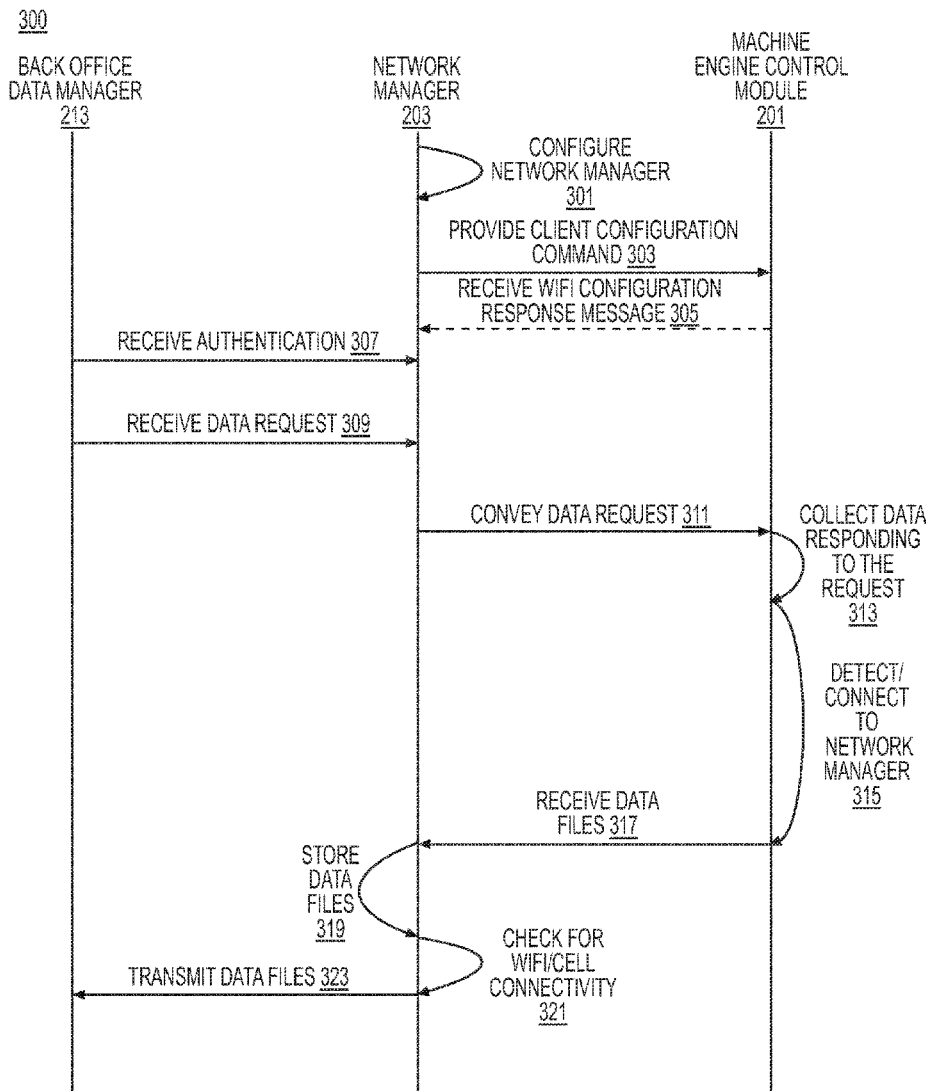 300
BACK OFFICE
DATA MANAGER
213
NETWORK
MANAGER
203
MACHINE
ENGINE CONTROL
MODULE
201
CONFIGURE
NETWORK MANAGER
301
PROVIDE CLIENT CONFIGURATION
COMMAND 303
RECEIVE WIFI CONFIGURATION
RESPONSE MESSAGE 305
RECEIVE AUTHENTICATION 307
RECEIVE DATA REQUEST 309
CONVEY DATA REQUEST 311
COLLECT DATA
RESPONDING
TO THE
REQUEST
313
DETECT/
CONNECT
TO
NETWORK
MANAGER
315
RECEIVE DATA
FILES 317
STORE
DATA
FILES
319
CHECK FOR
WIFI/CELL
CONNECTIVITY
321
TRANSMIT DATA FILES 323